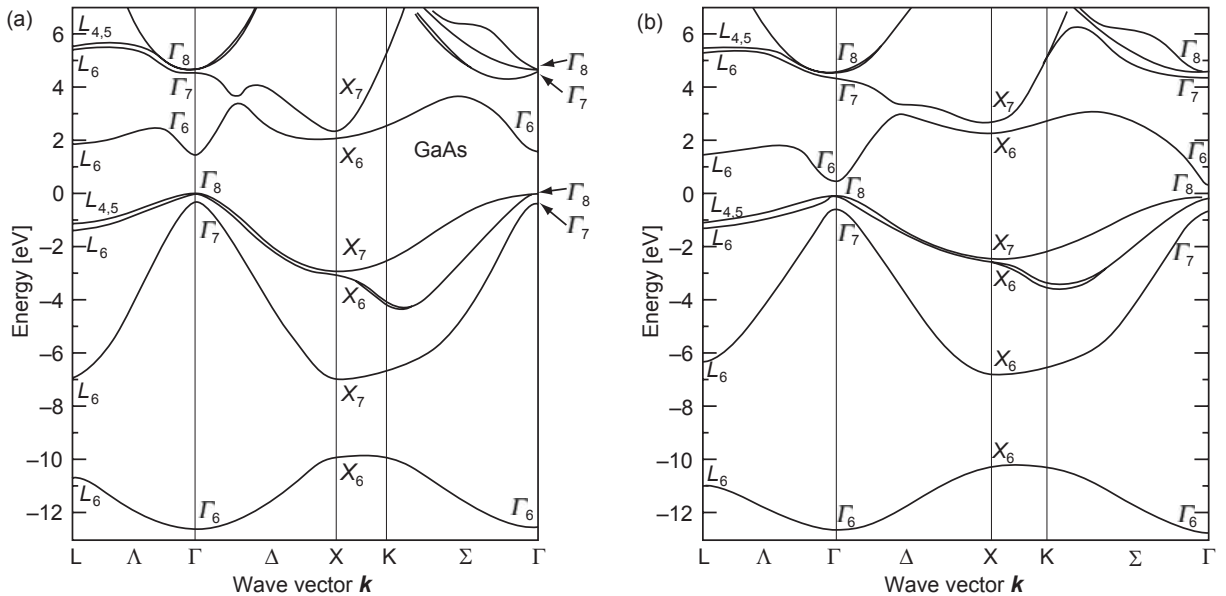 (a)
6
4
2
0
–2
–4
–6
–8
–10
–12
Energy [eV]
L4,5
L6
Γ8
Γ7
Γ6
L6
Γ8
L4,5
L6
Γ7
L6
L6
Γ6
X7
X6
X7
X6
X7
X6
GaAs
Γ8
Γ7
Γ6
Γ8
Γ7
Γ6
L Λ Γ Δ X K Σ Γ
Wave vector k
(b)
6
4
2
0
–2
–4
–6
–8
–10
–12
Energy [eV]
L4,5
L6
Γ8
Γ7
L6
Γ6
Γ8
L4,5
L6
Γ7
L6
L6
Γ6
X7
X6
X7
X6
X6
X6
Γ8
Γ7
Γ6
Γ8
Γ7
Γ6
L Λ Γ Δ X K Σ Γ
Wave vector k